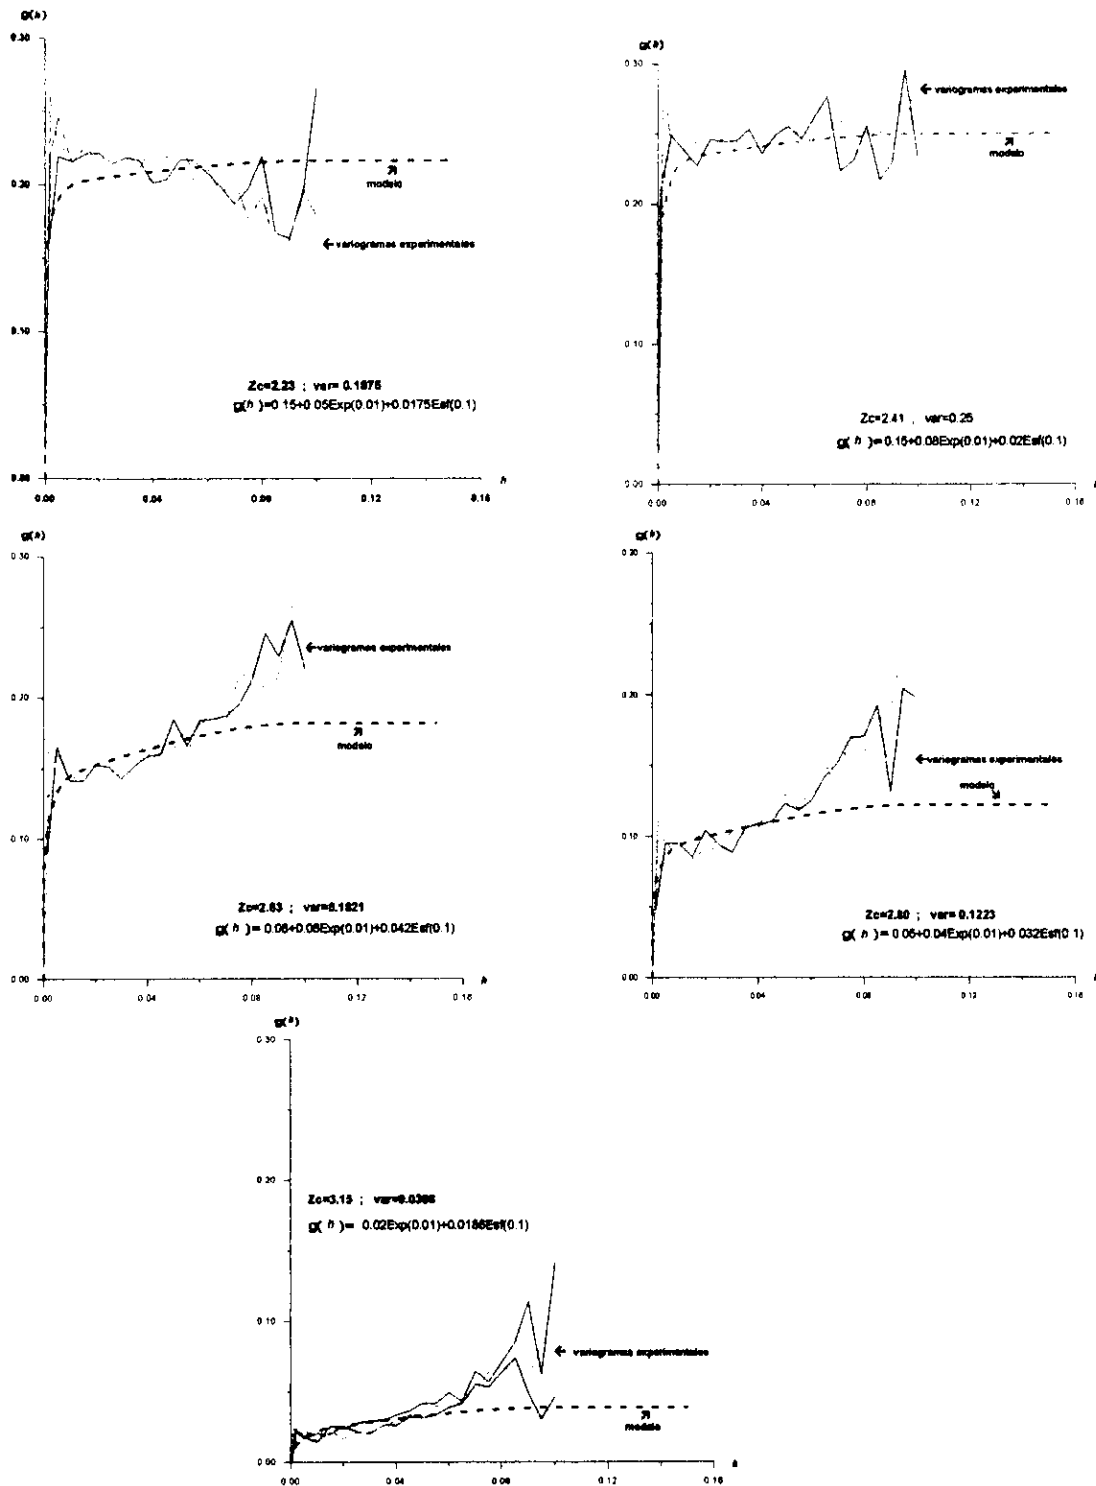 g(h)
0.30
0.20
0.10
0.00
0.00 0.04 0.08 0.12 0.16 h
modelo
variogramas experimentales
Zc=2.23 ; var= 0.1875
g(h)=0.15+0.05Exp(0.01)+0.0175Esf(0.1)
g(h)
0.30
0.20
0.10
0.00
0.00 0.04 0.08 0.12 0.16 h
variogramas experimentales
modelo
Zc=2.41 , var=0.25
g( h )=0.15+0.08Exp(0.01)+0.02Esf(0.1)
g(h)
0.30
0.20
0.10
0.00
0.00 0.04 0.08 0.12 0.16 h
variogramas experimentales
modelo
Zc=2.63 ; var=0.1821
g( h )= 0.08+0.06Exp(0.01)+0.042Esf(0.1)
g(h)
0.20
0.20
0.10
0.00
0.00 0.04 0.08 0.12 0.16 h
variogramas experimentales
modelo
Zc=2.80 ; var= 0.1223
g( h )= 0.05+0.04Exp(0.01)+0.032Esf(0.1)
g(h)
0.30
0.20
0.10
0.00
0.00 0.04 0.08 0.12 0.16 h
Zc=3.15 ; var=0.0386
g( h )= 0.02Exp(0.01)+0.0186Esf(0.1)
variogramas experimentales
modelo